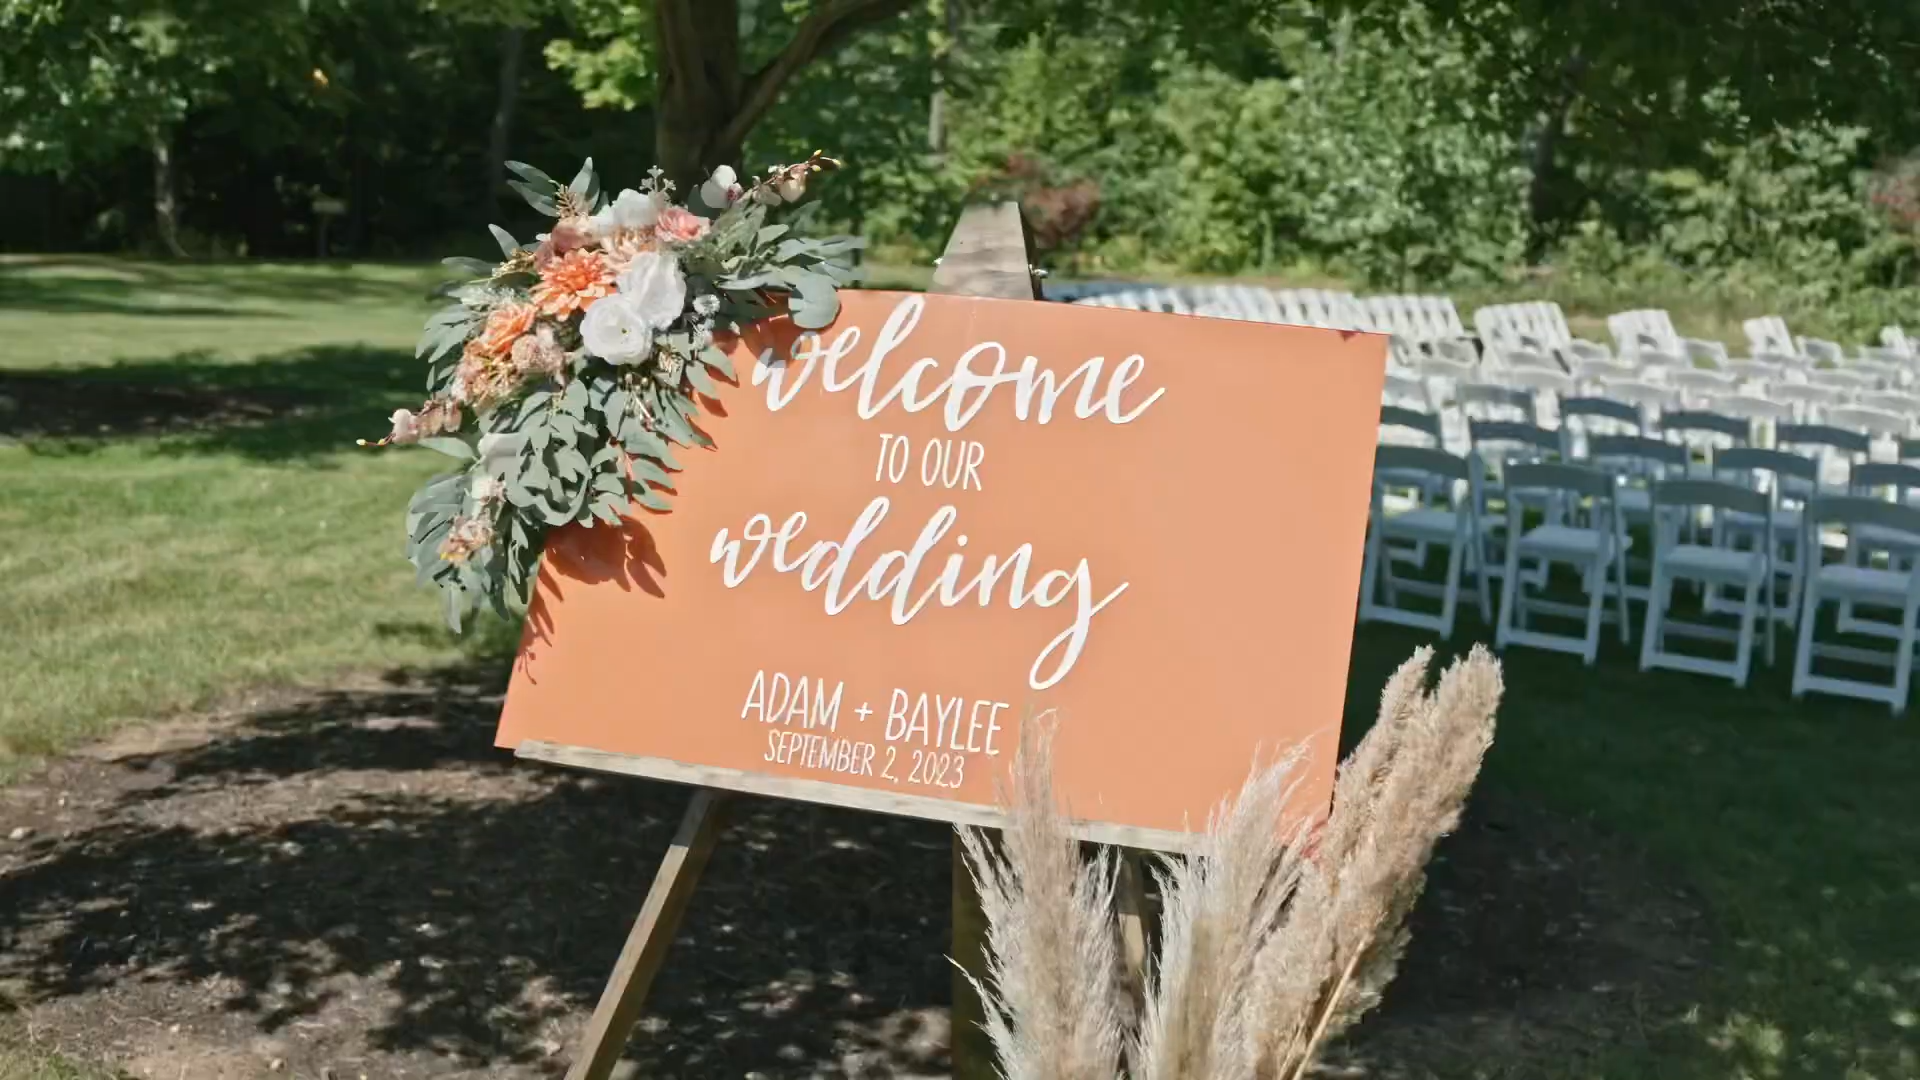 welcome
TO OUR
wedding
ADAM + BAYLEE
SEPTEMBER 2, 2023